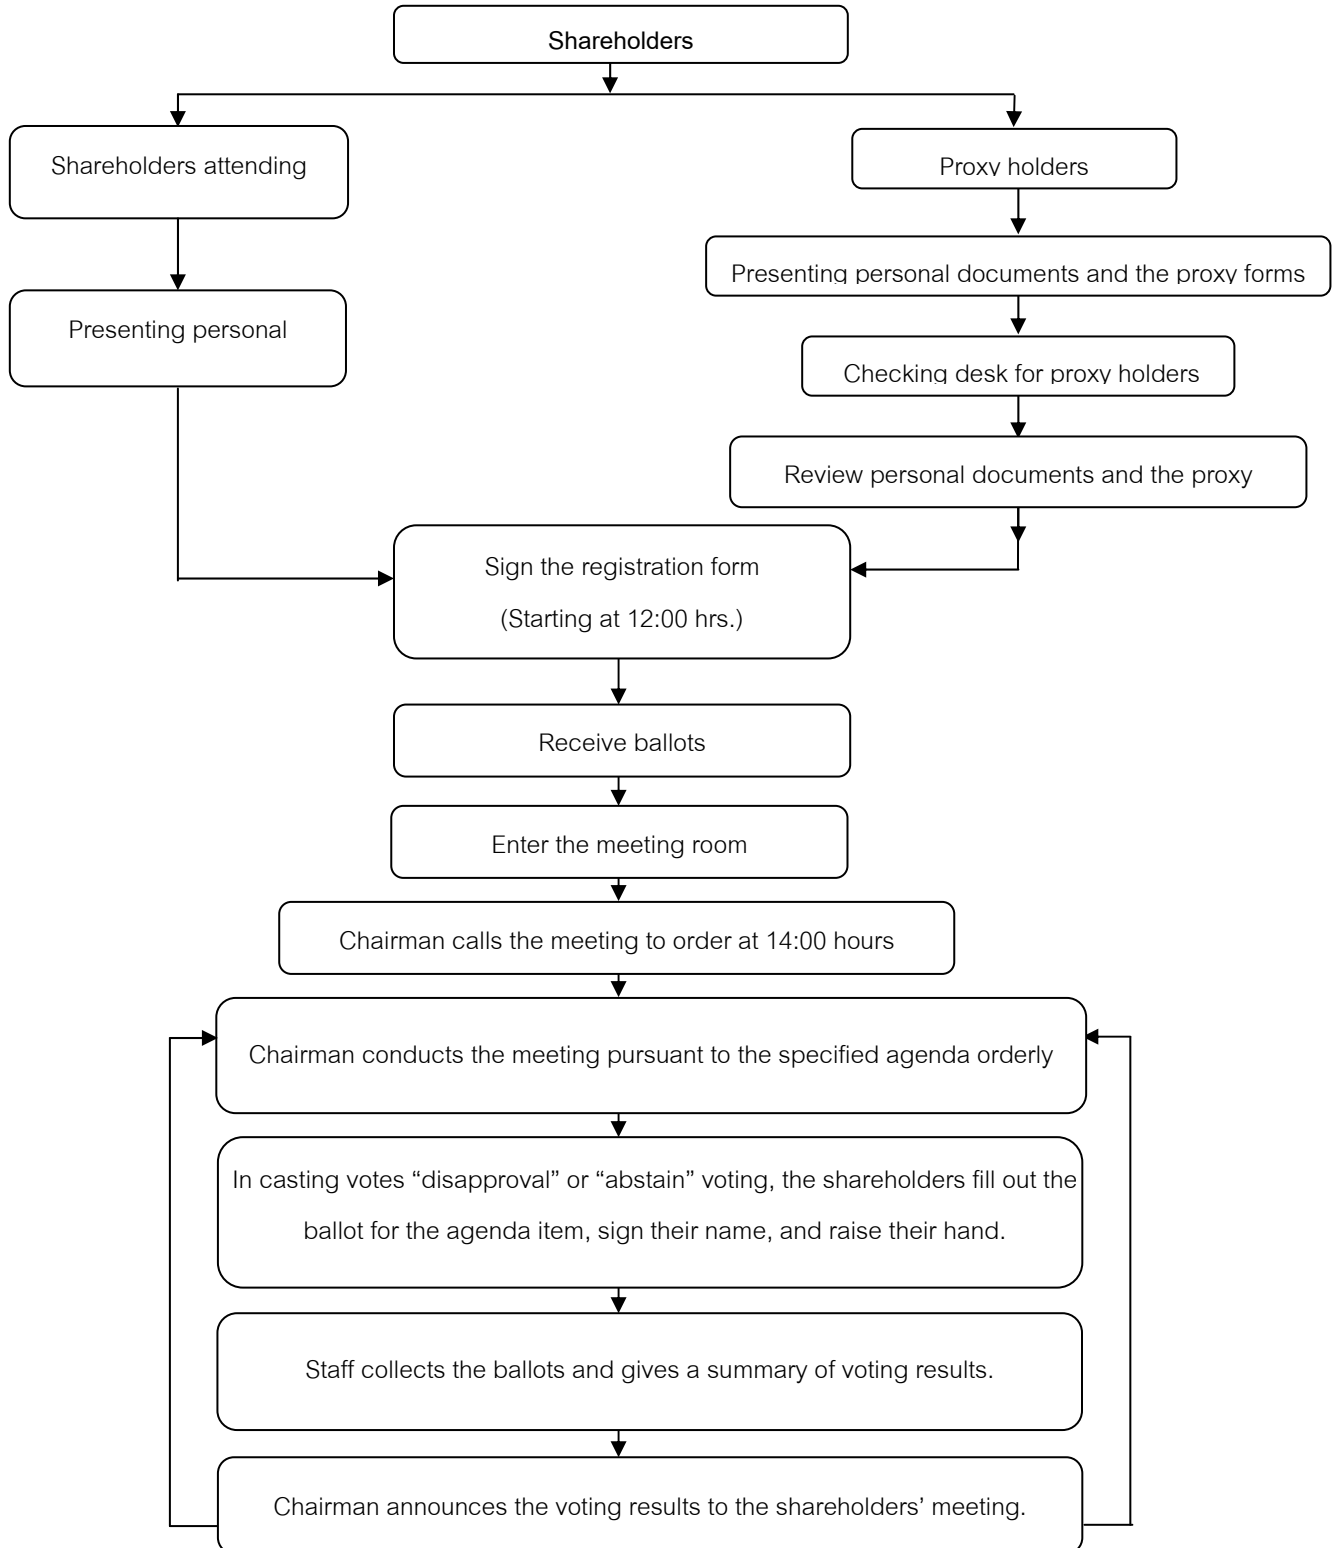 Shareholders
Shareholders attending
Proxy holders
Presenting personal documents and the proxy forms
Presenting personal
Checking desk for proxy holders
Review personal documents and the proxy
Sign the registration form
(Starting at 12:00 hrs.)
Receive ballots
Enter the meeting room
Chairman calls the meeting to order at 14:00 hours
Chairman conducts the meeting pursuant to the specified agenda orderly
In casting votes “disapproval” or “abstain” voting, the shareholders fill out the
ballot for the agenda item, sign their name, and raise their hand.
Staff collects the ballots and gives a summary of voting results.
Chairman announces the voting results to the shareholders’ meeting.